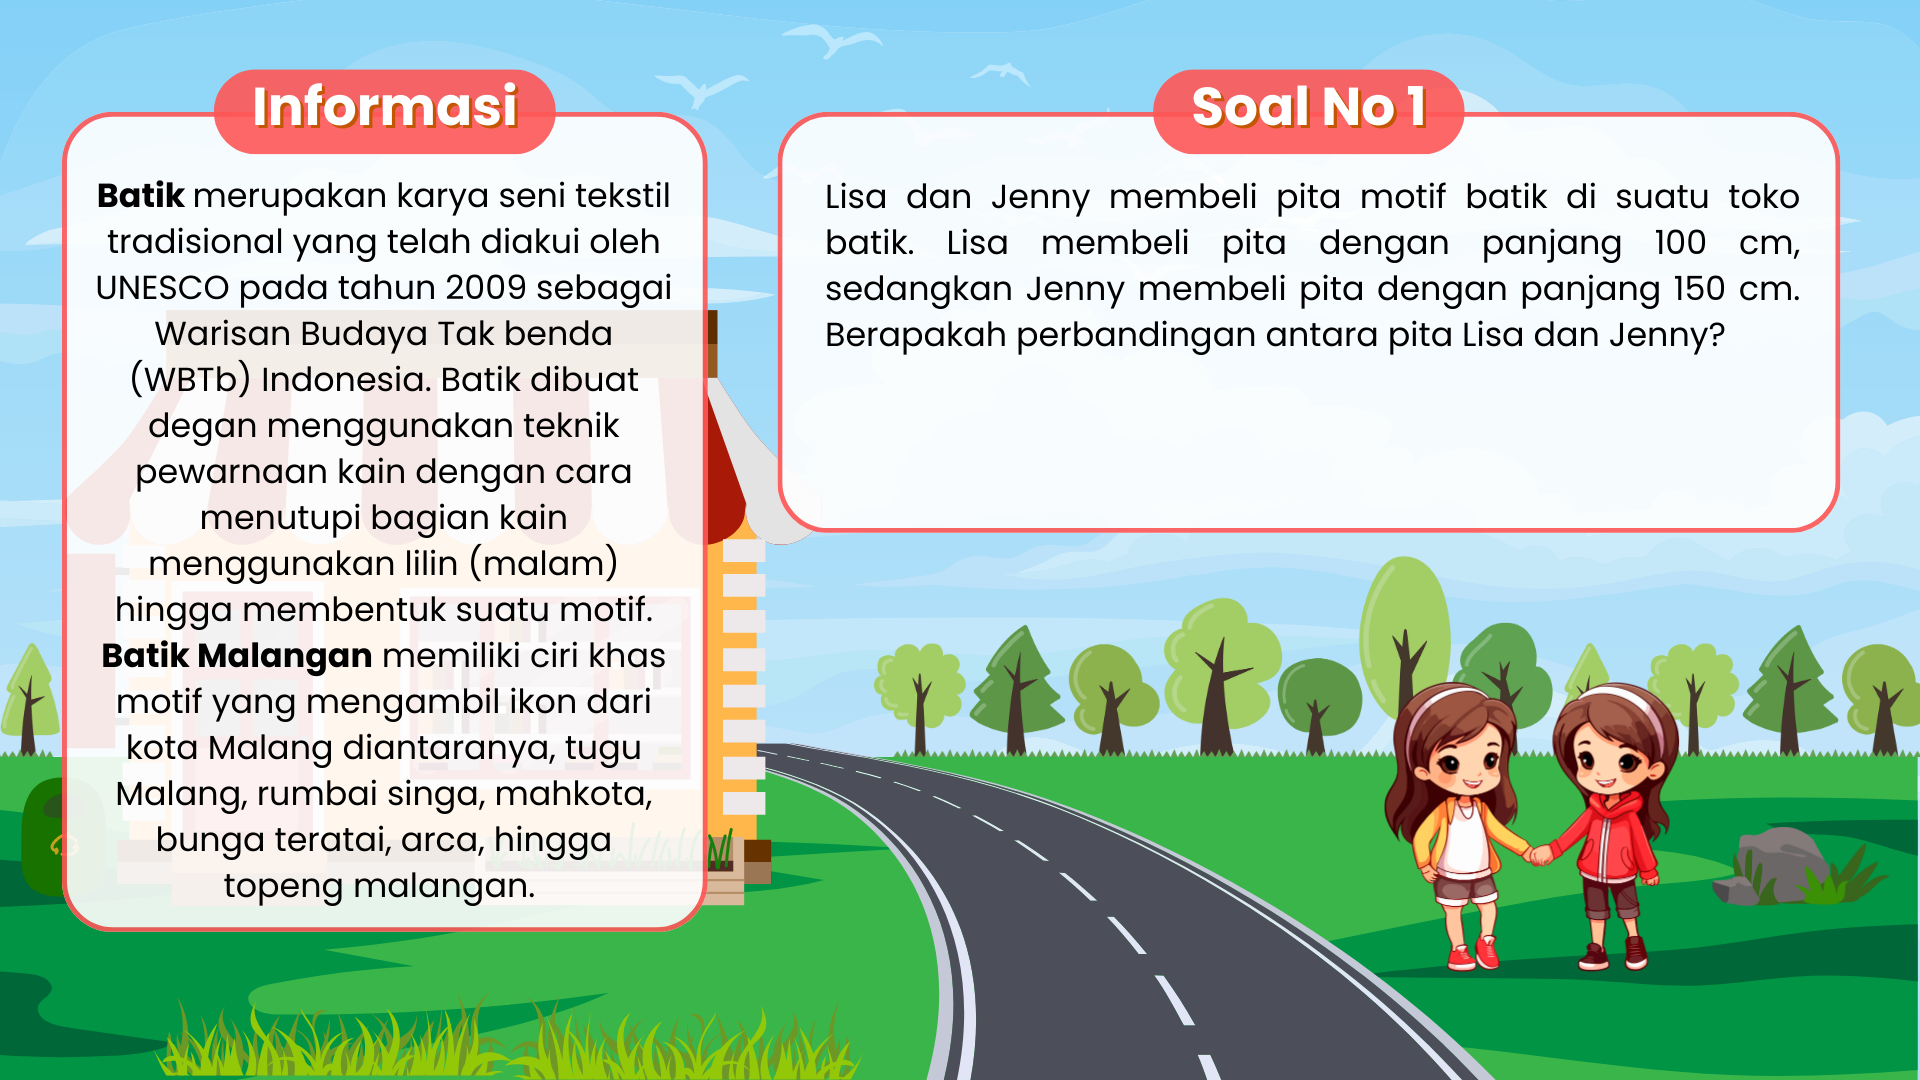 Informasi
Batik merupakan karya seni tekstil
tradisional yang telah diakui oleh
UNESCO pada tahun 2009 sebagai
Warisan Budaya Tak benda
(WBTb) Indonesia. Batik dibuat
degan menggunakan teknik
pewarnaan kain dengan cara
menutupi bagian kain
menggunakan lilin (malam)
hingga membentuk suatu motif.
Batik Malangan memiliki ciri khas
motif yang mengambil ikon dari
kota Malang diantaranya, tugu
Malang, rumbai singa, mahkota,
bunga teratai, arca, hingga
topeng malangan.
Soal No 1
Lisa dan Jenny membeli pita motif batik di suatu toko
batik. Lisa membeli pita dengan panjang 100 cm,
sedangkan Jenny membeli pita dengan panjang 150 cm.
Berapakah perbandingan antara pita Lisa dan Jenny?